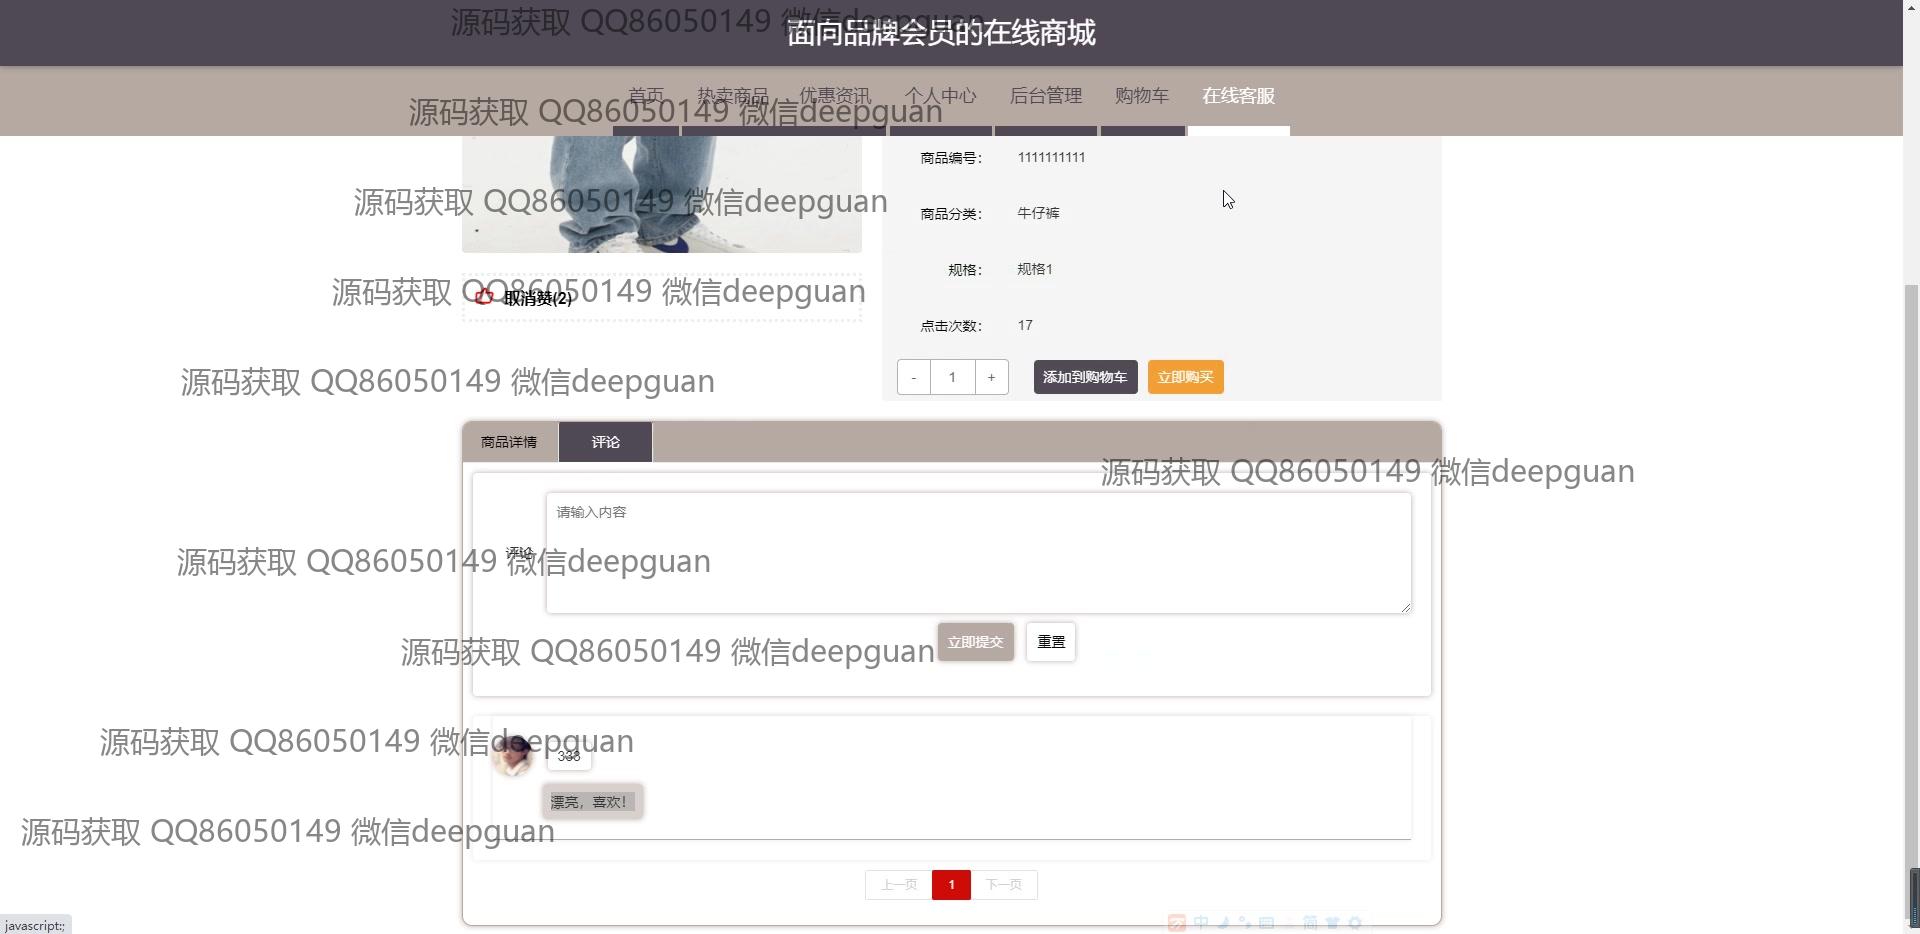 源码获取 QQ86050149 微信deepguan
面向品牌会员的在线商城
首页 热卖商品 优惠资讯 个人中心 后台管理 购物车 在线客服
源码获取 QQ86050149 微信deepguan
商品编号: 1111111111
源码获取 QQ86050149 微信deepguan
商品分类: 牛仔裤
规格: 规格1
源码获取 QQ86050149 微信deepguan
取消赞(2)
点击次数: 17
- 1 + 添加到购物车 立即购买
源码获取 QQ86050149 微信deepguan
商品详情 评论
源码获取 QQ86050149 微信deepguan
请输入内容
评论
源码获取 QQ86050149 微信deepguan
立即提交 重置
源码获取 QQ86050149 微信deepguan
源码获取 QQ86050149 微信deepguan
333
漂亮，喜欢！
源码获取 QQ86050149 微信deepguan
上一页 1 下一页
中 简
javascript:;